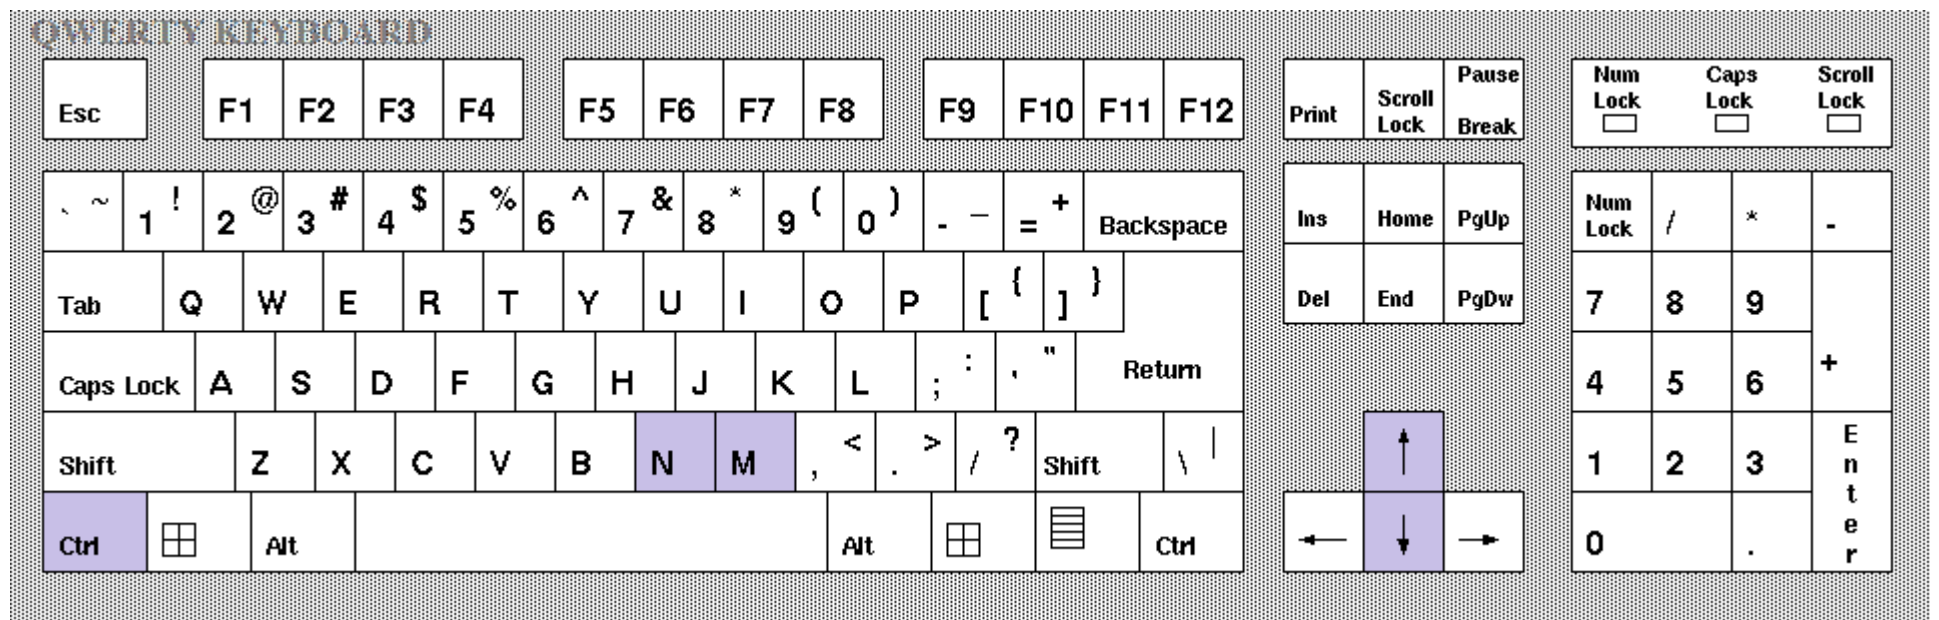 QWERTY KEYBOARD
Esc F1 F2 F3 F4 F5 F6 F7 F8 F9 F10 F11 F12 Print Scroll Lock Pause Break Num Lock Caps Lock Scroll Lock
` ~ 1 ! 2 @ 3 # 4 $ 5 % 6 ^ 7 & 8 * 9 ( 0 ) - _ = + Backspace Ins Home PgUp Num Lock / * -
Tab Q W E R T Y U I O P [ { ] } Del End PgDw 7 8 9
Caps Lock A S D F G H J K L ; : ' " Return 4 5 6 +
Shift Z X C V B N M , < . > / ? Shift \ | ↑ 1 2 3 Enter
Ctrl Alt Alt Ctrl ← ↓ → 0 .